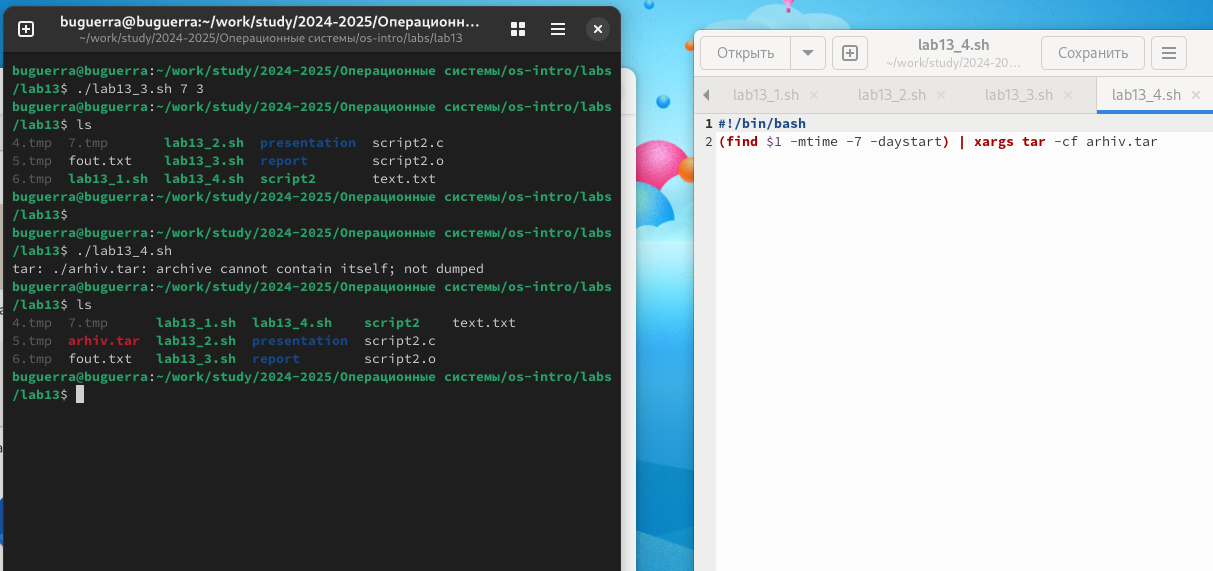 buguerra@buguerra:~/work/study/2024-2025/Операционн...
~/work/study/2024-2025/Операционные системы/os-intro/labs/lab13
buguerra@buguerra:~/work/study/2024-2025/Операционные системы/os-intro/labs
/lab13$ ./lab13_3.sh 7 3
buguerra@buguerra:~/work/study/2024-2025/Операционные системы/os-intro/labs
/lab13$ ls
4.tmp 7.tmp lab13_2.sh presentation script2.c
5.tmp fout.txt lab13_3.sh report script2.o
6.tmp lab13_1.sh lab13_4.sh script2 text.txt
buguerra@buguerra:~/work/study/2024-2025/Операционные системы/os-intro/labs
/lab13$
buguerra@buguerra:~/work/study/2024-2025/Операционные системы/os-intro/labs
/lab13$ ./lab13_4.sh
tar: ./arhiv.tar: archive cannot contain itself; not dumped
buguerra@buguerra:~/work/study/2024-2025/Операционные системы/os-intro/labs
/lab13$ ls
4.tmp 7.tmp lab13_1.sh lab13_4.sh script2 text.txt
5.tmp arhiv.tar lab13_2.sh presentation script2.c
6.tmp fout.txt lab13_3.sh report script2.o
buguerra@buguerra:~/work/study/2024-2025/Операционные системы/os-intro/labs
/lab13$
Открыть
lab13_4.sh
~/work/study/2024-20...
Сохранить
lab13_1.sh lab13_2.sh lab13_3.sh lab13_4.sh
1 #!/bin/bash
2 (find $1 -mtime -7 -daystart) | xargs tar -cf arhiv.tar